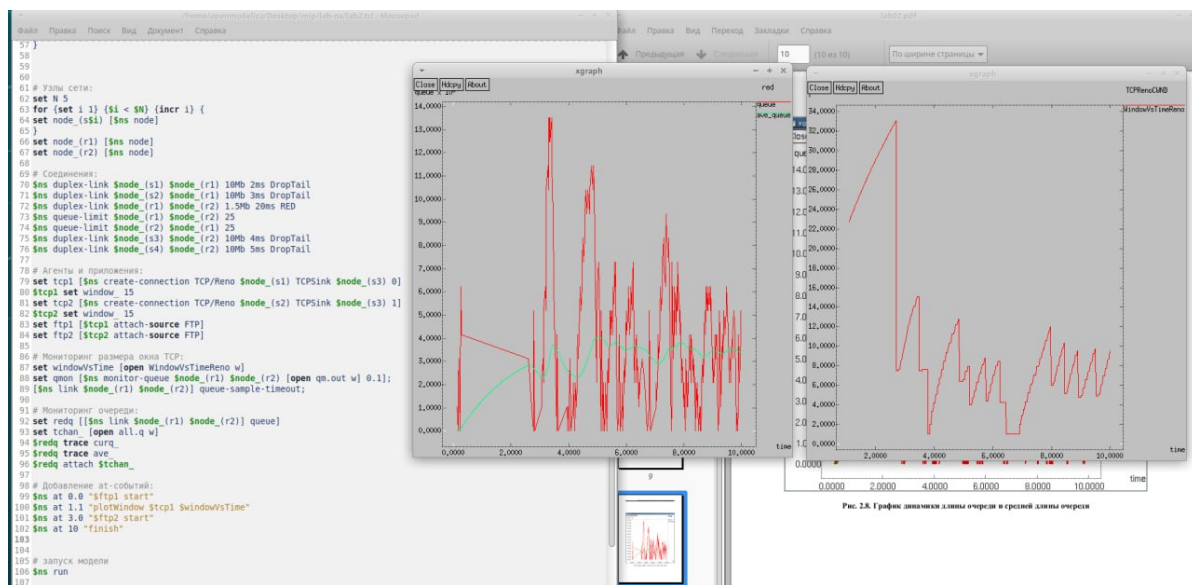 /home/openmodelica/Desktop/mip/lab-ns/lab2.tcl - Mousepad
Файл Правка Поиск Вид Документ Справка
57 }
58
59
60
61 # Узлы сети:
62 set N 5
63 for {set i 1} {$i < $N} {incr i} {
64 set node_(s$i) [$ns node]
65 }
66 set node_(r1) [$ns node]
67 set node_(r2) [$ns node]
68
69 # Соединения:
70 $ns duplex-link $node_(s1) $node_(r1) 10Mb 2ms DropTail
71 $ns duplex-link $node_(s2) $node_(r1) 10Mb 3ms DropTail
72 $ns duplex-link $node_(r1) $node_(r2) 1.5Mb 20ms RED
73 $ns queue-limit $node_(r1) $node_(r2) 25
74 $ns queue-limit $node_(r2) $node_(r1) 25
75 $ns duplex-link $node_(s3) $node_(r2) 10Mb 4ms DropTail
76 $ns duplex-link $node_(s4) $node_(r2) 10Mb 5ms DropTail
77
78 # Агенты и приложения:
79 set tcp1 [$ns create-connection TCP/Reno $node_(s1) TCPSink $node_(s3) 0]
80 $tcp1 set window_ 15
81 set tcp2 [$ns create-connection TCP/Reno $node_(s2) TCPSink $node_(s3) 1]
82 $tcp2 set window_ 15
83 set ftp1 [$tcp1 attach-source FTP]
84 set ftp2 [$tcp2 attach-source FTP]
85
86 # Мониторинг размера окна TCP:
87 set windowVsTime [open WindowVsTimeReno w]
88 set qmon [$ns monitor-queue $node_(r1) $node_(r2) [open qm.out w] 0.1];
89 [$ns link $node_(r1) $node_(r2)] queue-sample-timeout;
90
91 # Мониторинг очереди:
92 set redq [[$ns link $node_(r1) $node_(r2)] queue]
93 set tchan_ [open all.q w]
94 $redq trace curq_
95 $redq trace ave_
96 $redq attach $tchan_
97
98 # Добавление at-событий:
99 $ns at 0.0 "$ftp1 start"
100 $ns at 1.1 "plotWindow $tcp1 $windowVsTime"
101 $ns at 3.0 "$ftp2 start"
102 $ns at 10 "finish"
103
104
105 # запуск модели
106 $ns run
107
xgraph
Close Hdcpy About
red
queue
ave_queue
14,0000
13,0000
12,0000
11,0000
10,0000
9,0000
8,0000
7,0000
6,0000
5,0000
4,0000
3,0000
2,0000
1,0000
0,0000
0,0000 2,0000 4,0000 6,0000 8,0000 10,0000
time
lab02.pdf
Файл Правка Вид Переход Закладки Справка
Предыдущая Следующая 10 (10 из 10) По ширине страницы
xgraph
Close Hdcpy About
TCPRenoCWND
WindowVsTimeReno
34,0000
32,0000
30,0000
28,0000
26,0000
24,0000
22,0000
20,0000
18,0000
16,0000
14,0000
12,0000
10,0000
8,0000
6,0000
4,0000
2,0000
0,0000
2,0000 4,0000 6,0000 8,0000 10,0000
time
0.0000
0.0000 2.0000 4.0000 6.0000 8.0000 10.0000
time
9
Рис. 2.8. График динамики длины очереди и средней длины очереди